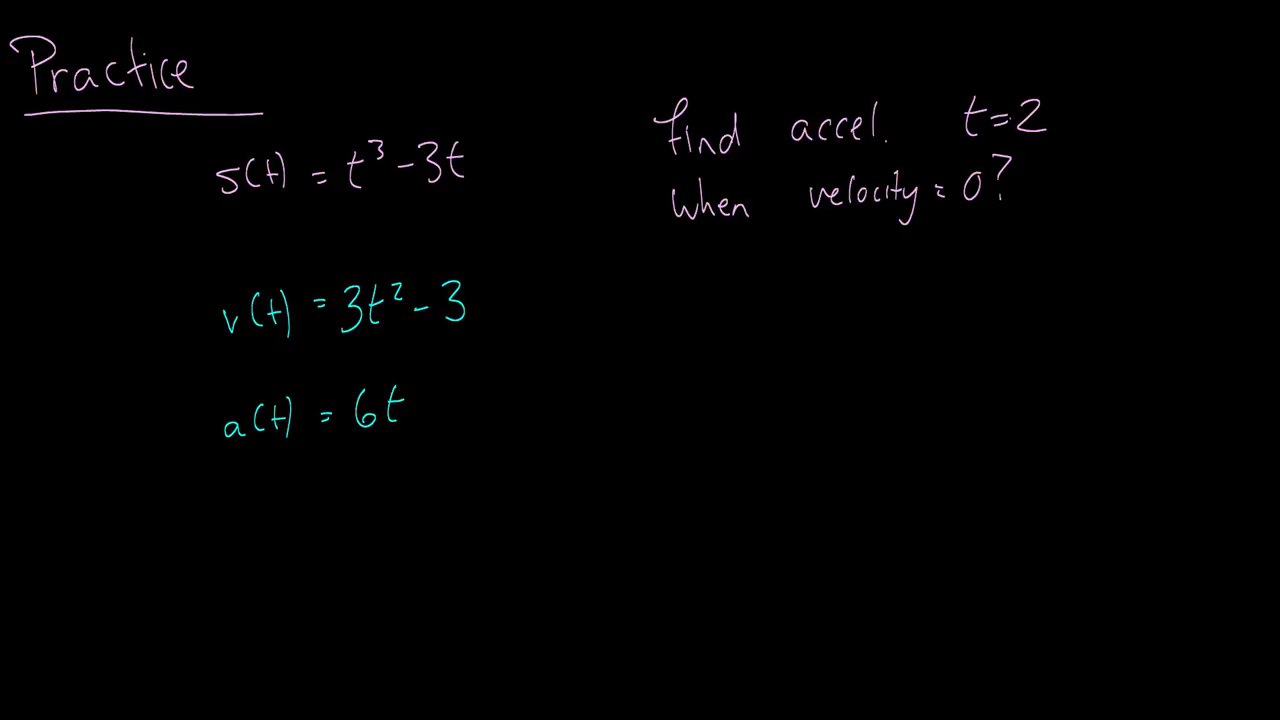 Practice
s(t) = t³ - 3t
find accel. t=2
when velocity = 0?
v(t) = 3t² - 3
a(t) = 6t